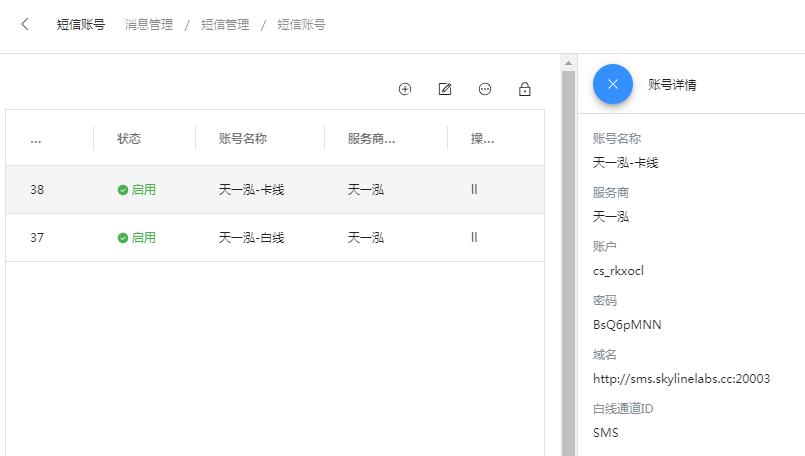 短信账号 消息管理 / 短信管理 / 短信账号
... 状态 账号名称 服务商... 操...
38 启用 天一泓-卡线 天一泓 ||
37 启用 天一泓-白线 天一泓 ||
账号详情
账号名称
天一泓-卡线
服务商
天一泓
账户
cs_rkxocl
密码
BsQ6pMNN
域名
http://sms.skylinelabs.cc:20003
白线通道ID
SMS